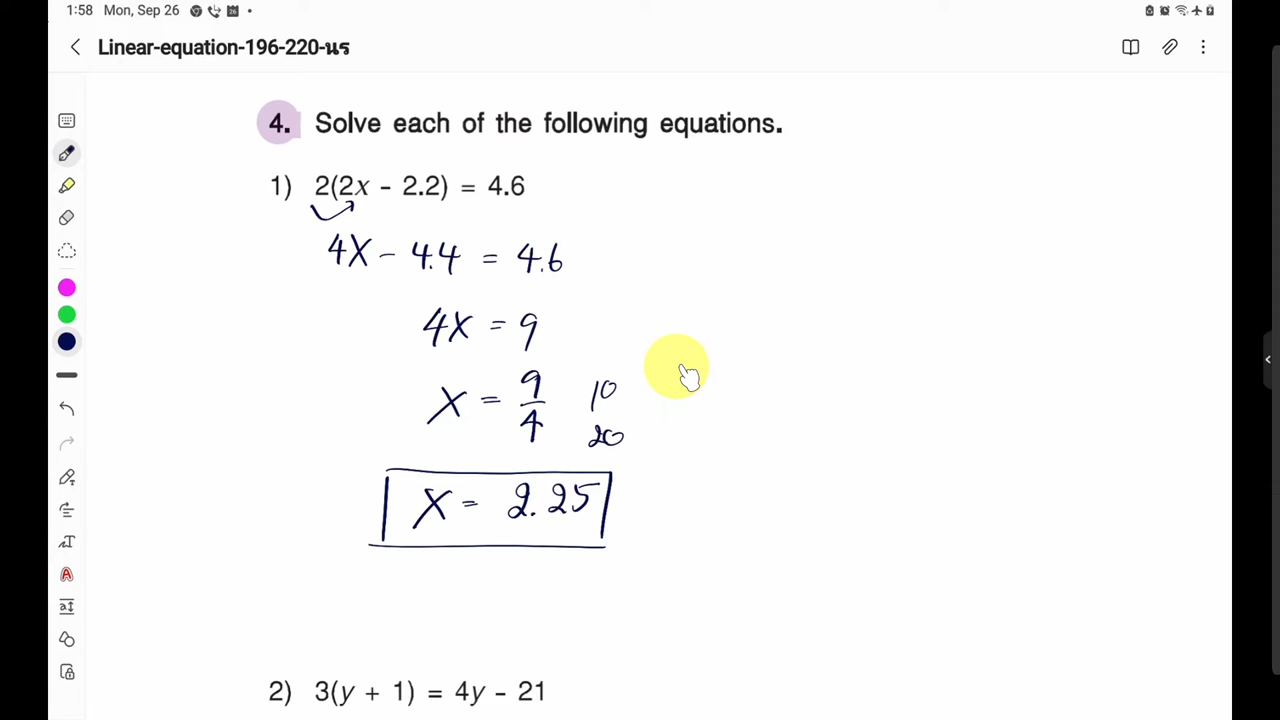 1:58 Mon, Sep 26
Linear-equation-196-220-นร
4. Solve each of the following equations.
1) 2(2x - 2.2) = 4.6
4x - 4.4 = 4.6
4x = 9
x = 9/4 10
20
x = 2.25
2) 3(y + 1) = 4y - 21